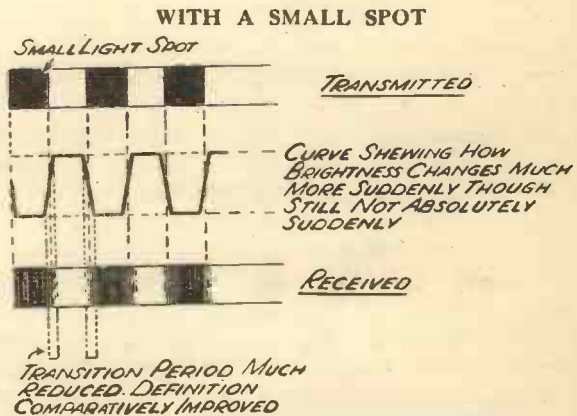 WITH A SMALL SPOT
SMALL LIGHT SPOT
TRANSMITTED
CURVE SHEWING HOW
BRIGHTNESS CHANGES MUCH
MORE SUDDENLY THOUGH
STILL NOT ABSOLUTELY
SUDDENLY
RECEIVED
TRANSITION PERIOD MUCH
REDUCED. DEFINITION
COMPARATIVELY IMPROVED